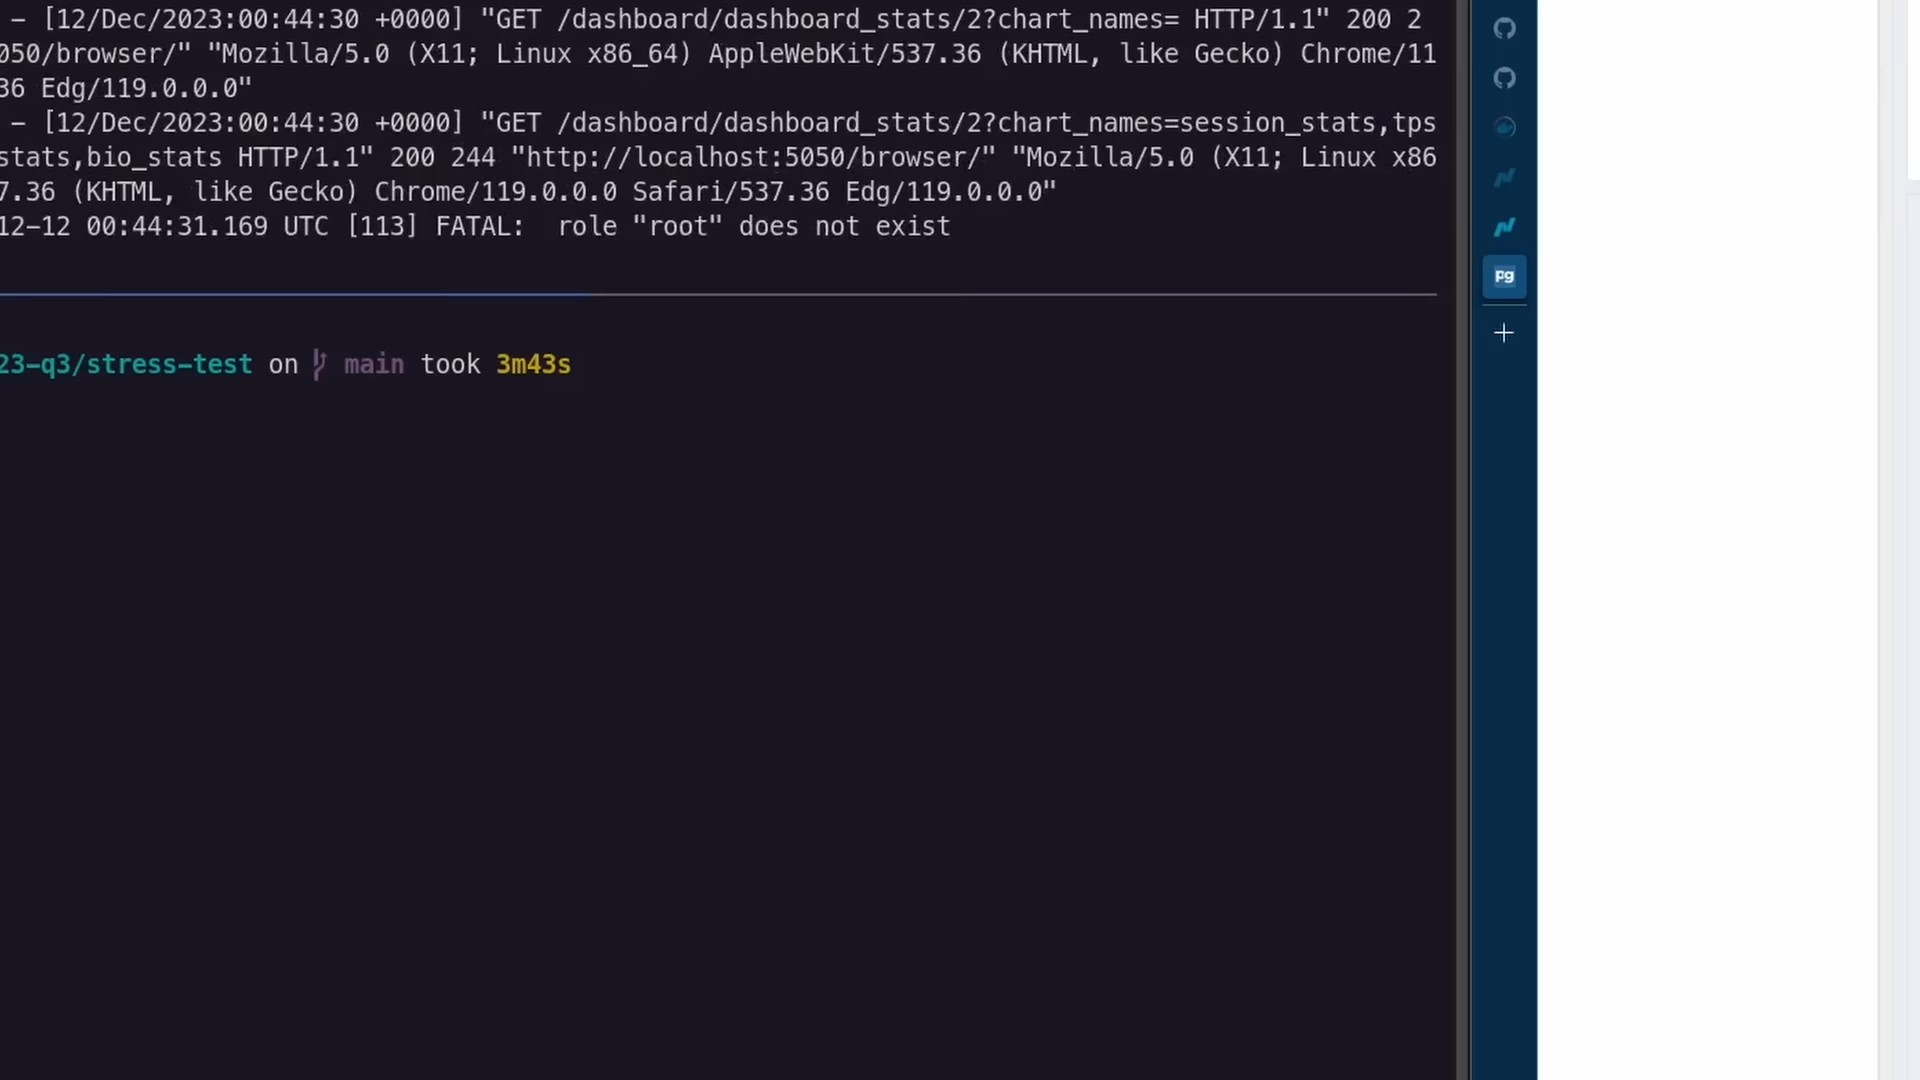 – [12/Dec/2023:00:44:30 +0000] "GET /dashboard/dashboard_stats/2?chart_names= HTTP/1.1" 200 2
050/browser/" "Mozilla/5.0 (X11; Linux x86_64) AppleWebKit/537.36 (KHTML, like Gecko) Chrome/11
36 Edg/119.0.0.0"
– [12/Dec/2023:00:44:30 +0000] "GET /dashboard/dashboard_stats/2?chart_names=session_stats,tps
stats,bio_stats HTTP/1.1" 200 244 "http://localhost:5050/browser/" "Mozilla/5.0 (X11; Linux x86
7.36 (KHTML, like Gecko) Chrome/119.0.0.0 Safari/537.36 Edg/119.0.0.0"
12–12 00:44:31.169 UTC [113] FATAL:  role "root" does not exist
23–q3/stress–test on main took 3m43s
pg